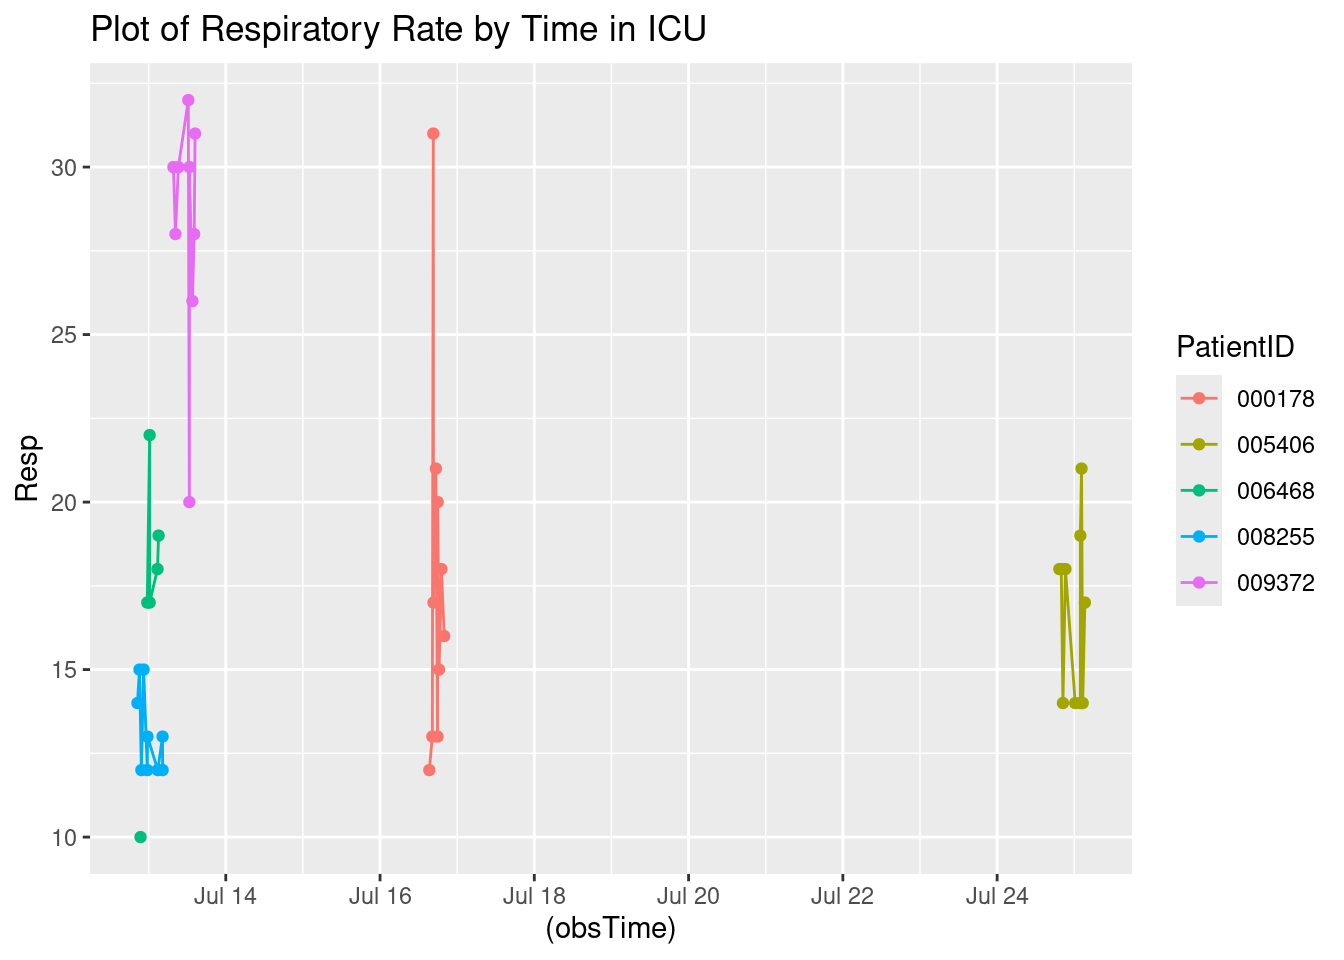 Plot of Respiratory Rate by Time in ICU
Resp
30
25
20
15
10
Jul 14 Jul 16 Jul 18 Jul 20 Jul 22 Jul 24
(obsTime)
PatientID
000178
005406
006468
008255
009372